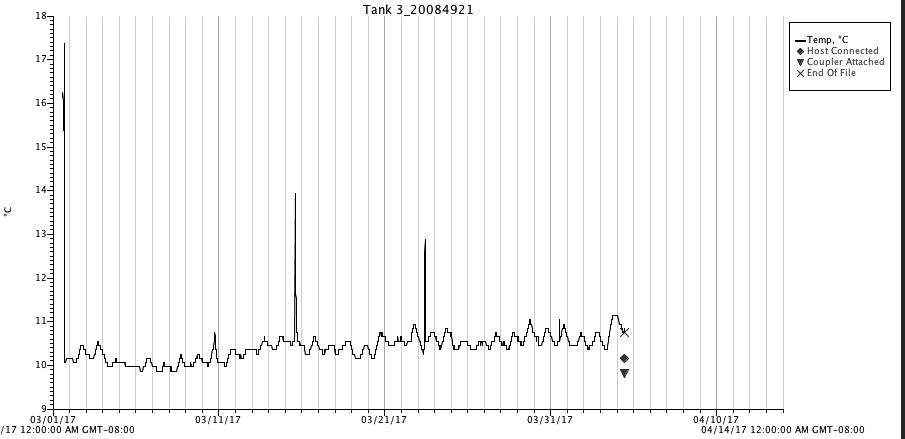 Tank 3_20084921
Temp, °C
Host Connected
Coupler Attached
End Of File
18
17
16
15
14
13
12
11
10
9
°C
03/01/17
03/11/17
03/21/17
03/31/17
04/10/17
/17 12:00:00 AM GMT-08:00
04/14/17 12:00:00 AM GMT-08:00